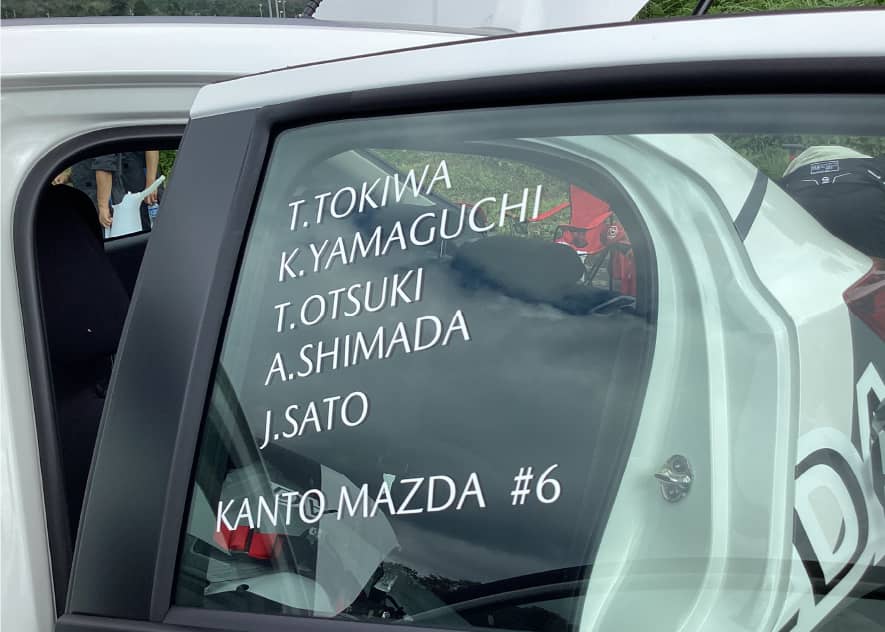 T.TOKIWA
K.YAMAGUCHI
T.OTSUKI
A.SHIMADA
J.SATO
KANTO MAZDA #6